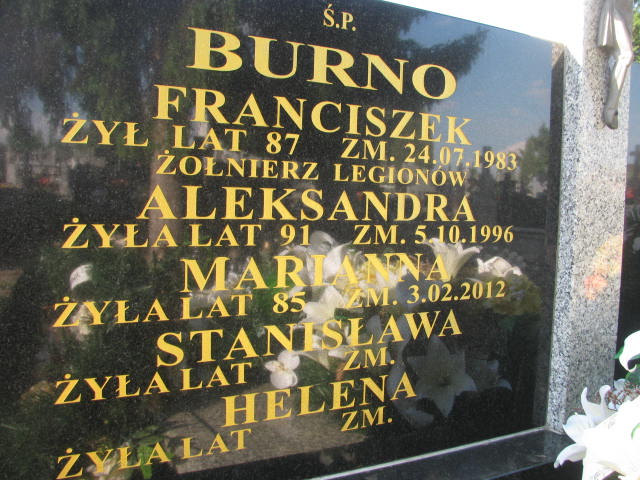 Ś.P.
BURNO
FRANCISZEK
ŻYŁ LAT 87 ZM. 24.07.1983
ŻOŁNIERZ LEGIONÓW
ALEKSANDRA
ŻYŁA LAT 91 ZM. 5.10.1996
MARIANNA
ŻYŁA LAT 85 ZM. 3.02.2012
STANISŁAWA
ŻYŁA LAT ZM.
HELENA
ŻYŁA LAT ZM.